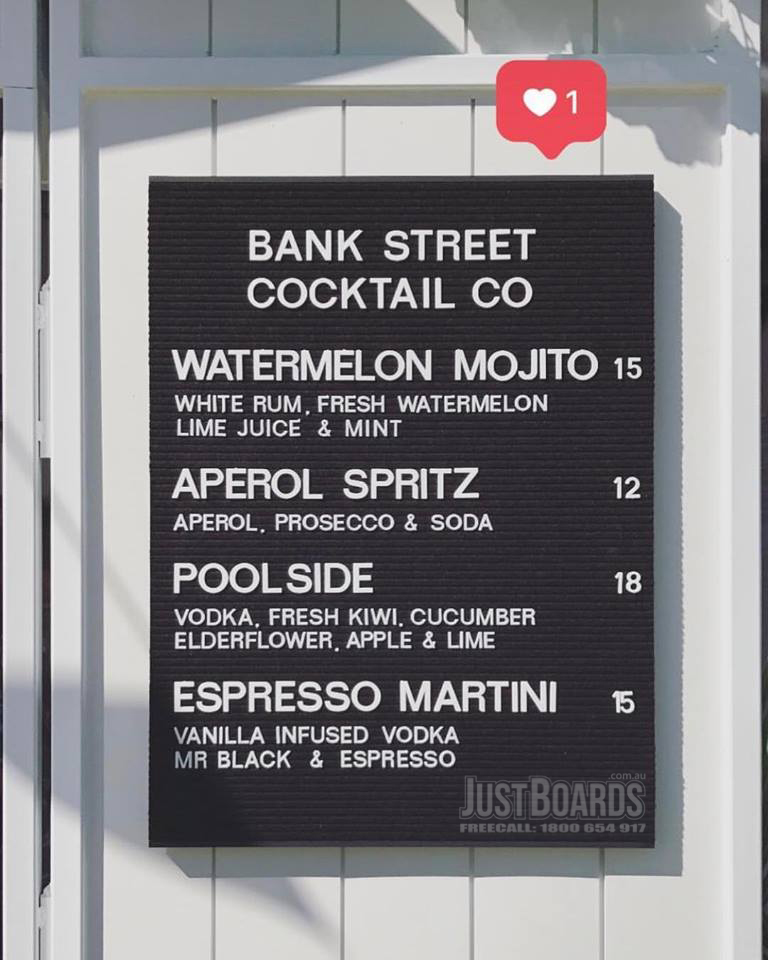 1
BANK STREET
COCKTAIL CO
WATERMELON MOJITO 15
WHITE RUM, FRESH WATERMELON
LIME JUICE & MINT
APEROL SPRITZ 12
APEROL, PROSECCO & SODA
POOLSIDE 18
VODKA, FRESH KIWI, CUCUMBER
ELDERFLOWER, APPLE & LIME
ESPRESSO MARTINI 15
VANILLA INFUSED VODKA
MR BLACK & ESPRESSO
.com.au
JUSTBOARDS
FREECALL: 1800 654 917